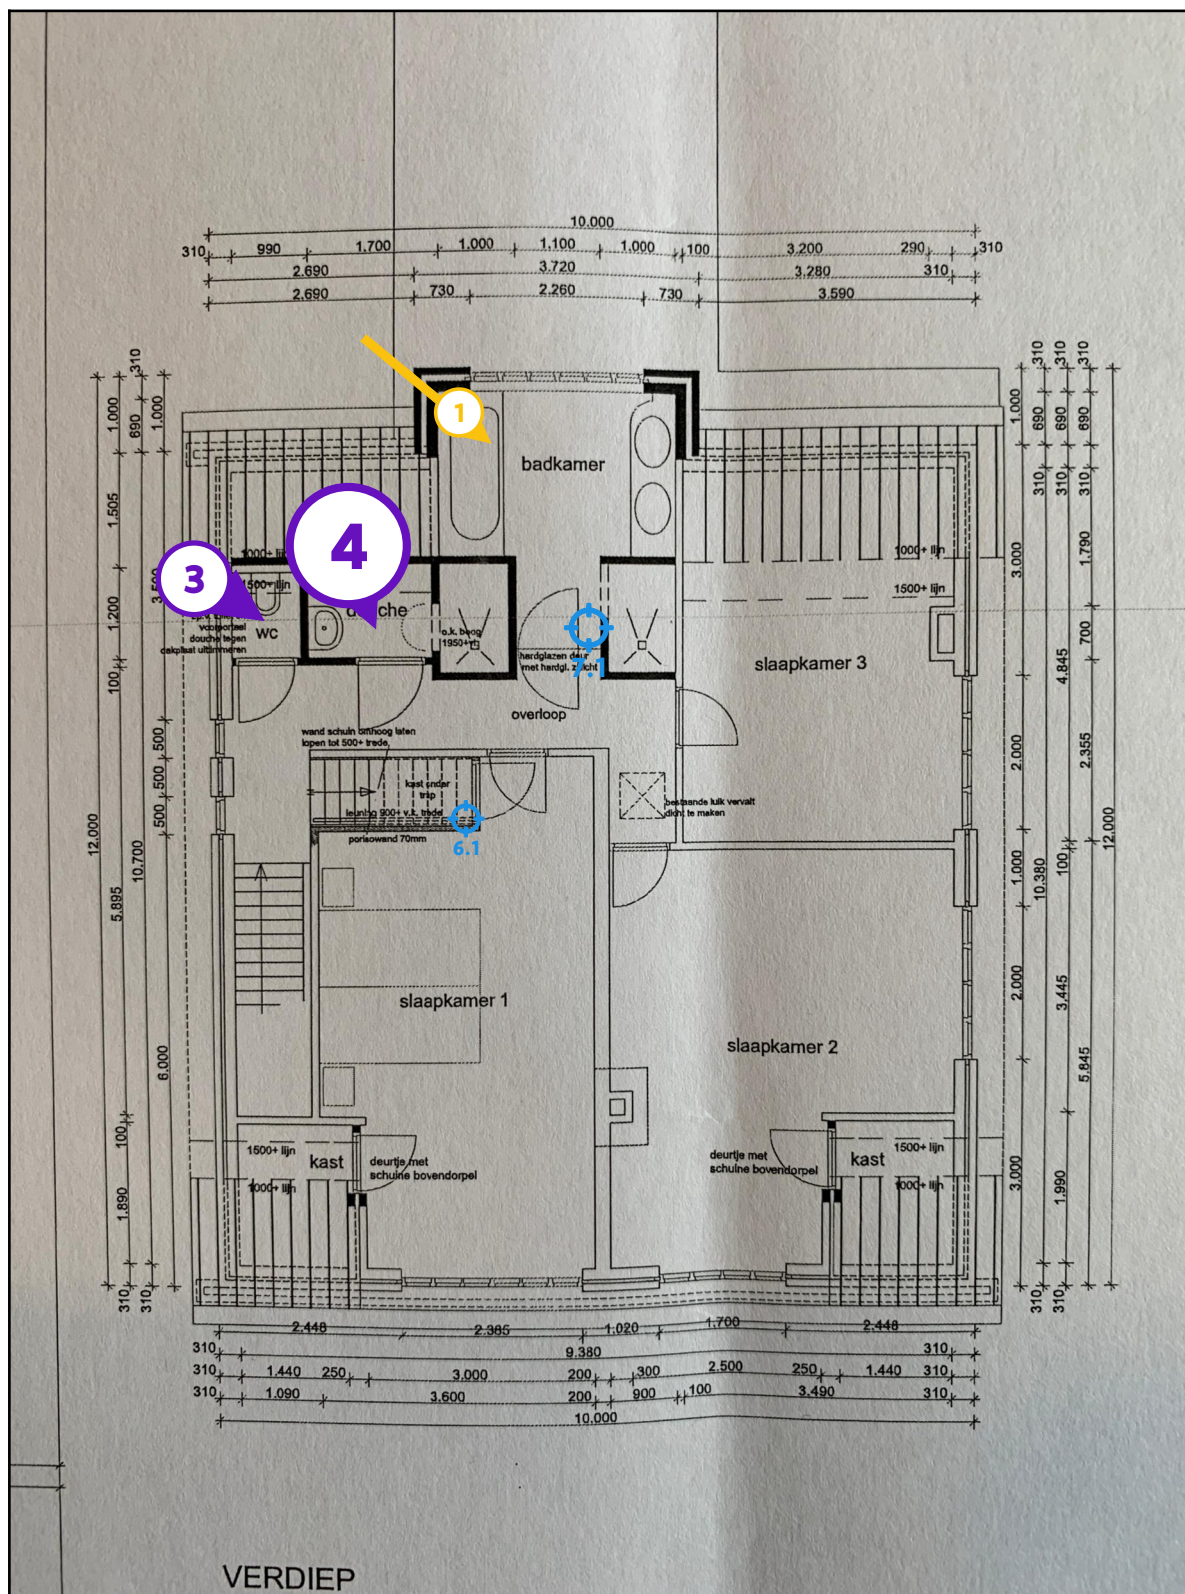 10.000
310 990 1.700 1.000 1.100 1.000 100 3.200 290 310
2.690 3.720 3.280 310
2.690 730 2.260 730 3.590
310
310 310 310
1.000 690 1.000
1
badkamer
1.000 690 690 690
310 310 310
1.505
1000+ lijn
1000+ lijn
4
3
1500+ lijn
1500+ lijn
3.000 1.790
1.200
voorportaal
douche tegen
dakplaat uittimmeren
WC
o.k. boog
1950+vl.
hardglazen deur
met hardgl. z licht
7.1
slaapkamer 3
700
4.845
100
overloop
wand schuin omhoog laten
lopen tot 500+ trede,
500
500
500
2.000 2.355
kast onder
trap
leuning 900+ v.k. trede
6.1
porisowand 70mm
bestaande luik vervalt
dicht te maken
12.000 10.700
12.000
1.000 10.380 100
5.895
slaapkamer 1
slaapkamer 2
2.000 3.445
6.000
5.845
100
1500+ lijn
kast
deurtje met
schuine bovendorpel
deurtje met
schuine bovendorpel
kast
1500+ lijn
1000+ lijn
1000+ lijn
1.890
3.000 1.990
310 310
310 310
2.448 2.385 1.020 1.700 2.448
310 9.380 310
310 1.440 250 3.000 200 300 2.500 250 1.440 310
310 1.090 3.600 200 900 100 3.490 310
10.000
VERDIEP